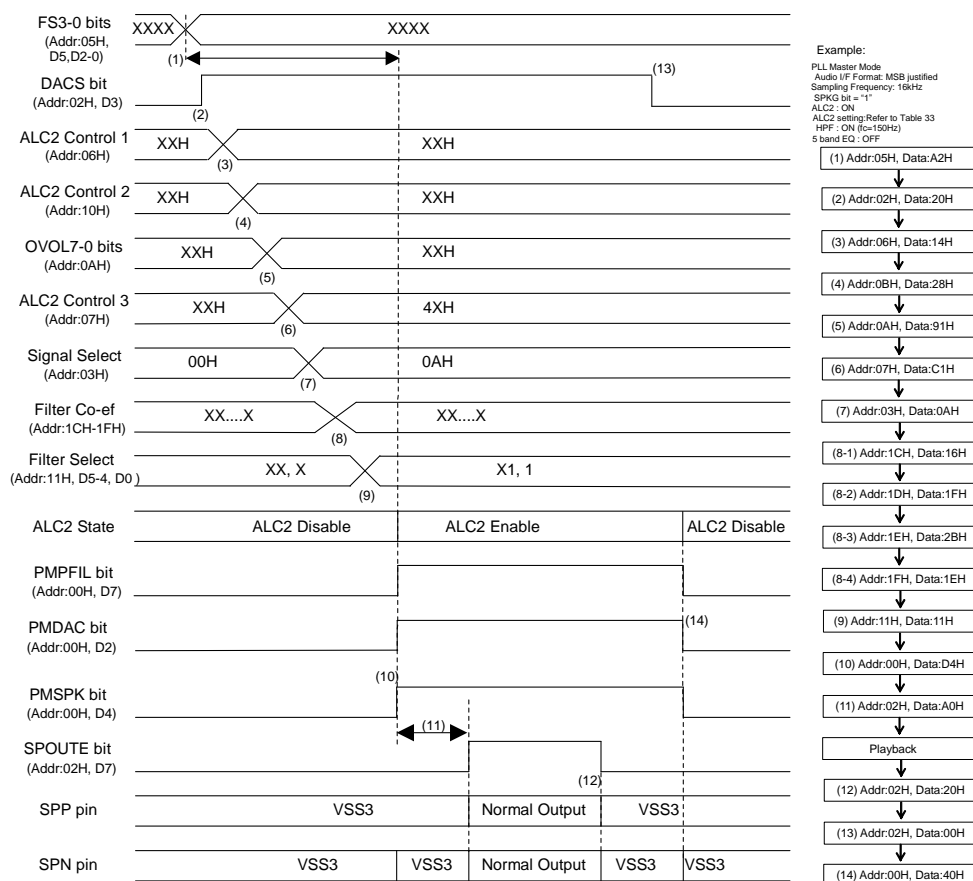 FS3-0 bits
(Addr:05H,
D5,D2-0)
XXXX
XXXX
(1)
DACS bit
(Addr:02H, D3)
(2)
(13)
ALC2 Control 1
(Addr:06H)
XXH
XXH
(3)
ALC2 Control 2
(Addr:10H)
XXH
XXH
(4)
OVOL7-0 bits
(Addr:0AH)
XXH
XXH
(5)
ALC2 Control 3
(Addr:07H)
XXH
4XH
(6)
Signal Select
(Addr:03H)
00H
0AH
(7)
Filter Co-ef
(Addr:1CH-1FH)
XX....X
XX....X
(8)
Filter Select
(Addr:11H, D5-4, D0 )
XX, X
X1, 1
(9)
ALC2 State
ALC2 Disable
ALC2 Enable
ALC2 Disable
PMPFIL bit
(Addr:00H, D7)
PMDAC bit
(Addr:00H, D2)
(14)
(10)
PMSPK bit
(Addr:00H, D4)
(11)
SPOUTE bit
(Addr:02H, D7)
(12)
SPP pin
VSS3
Normal Output
VSS3
SPN pin
VSS3
VSS3
Normal Output
VSS3
VSS3
Example:
PLL Master Mode
Audio I/F Format: MSB justified
Sampling Frequency: 16kHz
SPKG bit = “1”
ALC2 : ON
ALC2 setting:Refer to Table 33
HPF : ON (fc=150Hz)
5 band EQ : OFF
(1) Addr:05H, Data:A2H
(2) Addr:02H, Data:20H
(3) Addr:06H, Data:14H
(4) Addr:0BH, Data:28H
(5) Addr:0AH, Data:91H
(6) Addr:07H, Data:C1H
(7) Addr:03H, Data:0AH
(8-1) Addr:1CH, Data:16H
(8-2) Addr:1DH, Data:1FH
(8-3) Addr:1EH, Data:2BH
(8-4) Addr:1FH, Data:1EH
(9) Addr:11H, Data:11H
(10) Addr:00H, Data:D4H
(11) Addr:02H, Data:A0H
Playback
(12) Addr:02H, Data:20H
(13) Addr:02H, Data:00H
(14) Addr:00H, Data:40H